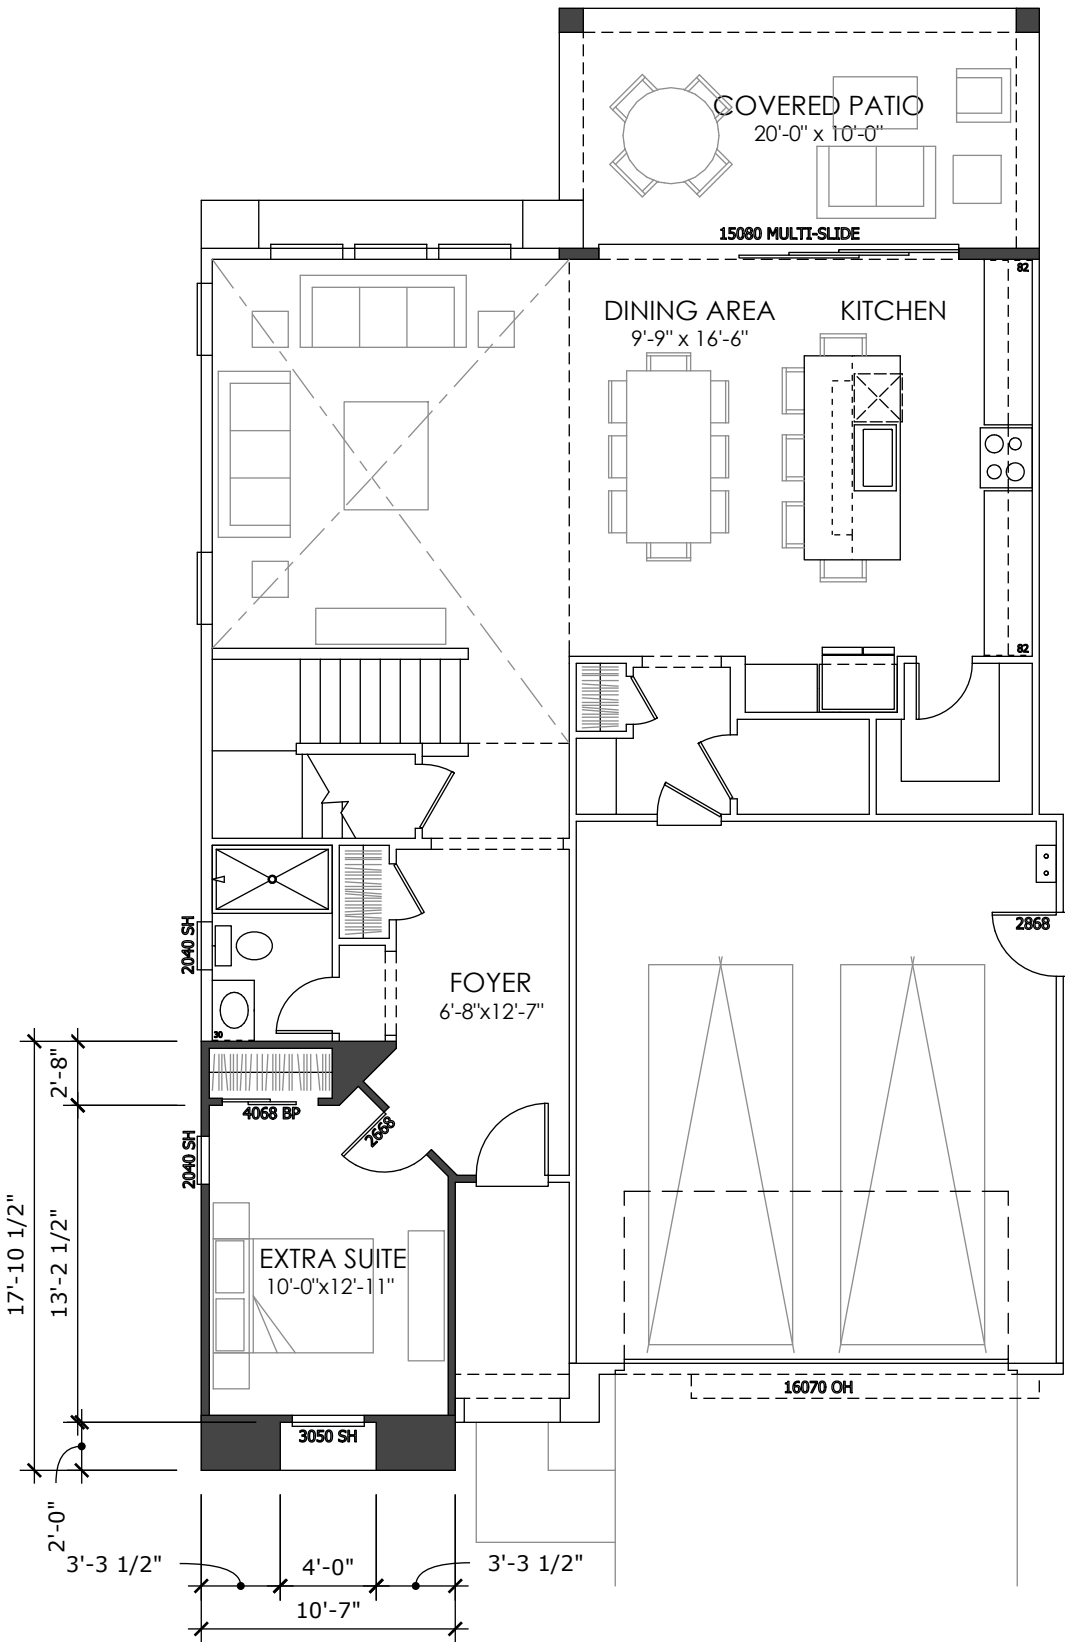 COVERED PATIO
20'-0" x 10'-0"
15080 MULTI-SLIDE
82
DINING AREA
9'-9" x 16'-6"
KITCHEN
82
2040 SH
2868
FOYER
6'-8"x12'-7"
30
2'-8"
4068 BP
2668
2040 SH
17'-10 1/2"
13'-2 1/2"
EXTRA SUITE
10'-0"x12'-11"
16070 OH
3050 SH
2'-0"
3'-3 1/2"
4'-0"
3'-3 1/2"
10'-7"